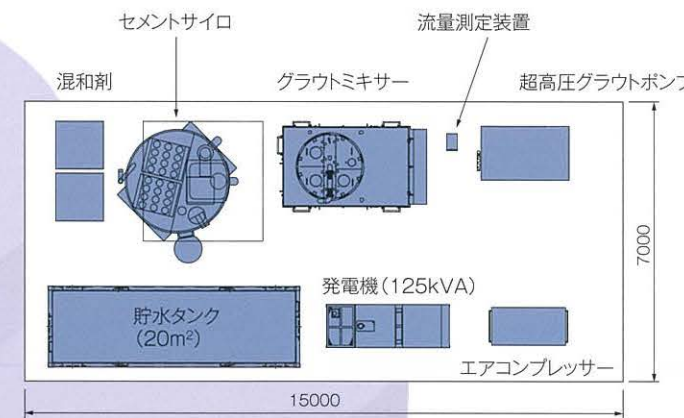 セメントサイロ
流量測定装置
混和剤
グラウトミキサー
超高圧グラウトポンプ
7000
発電機(125kVA)
貯水タンク
(20m²)
エアコンプレッサー
15000